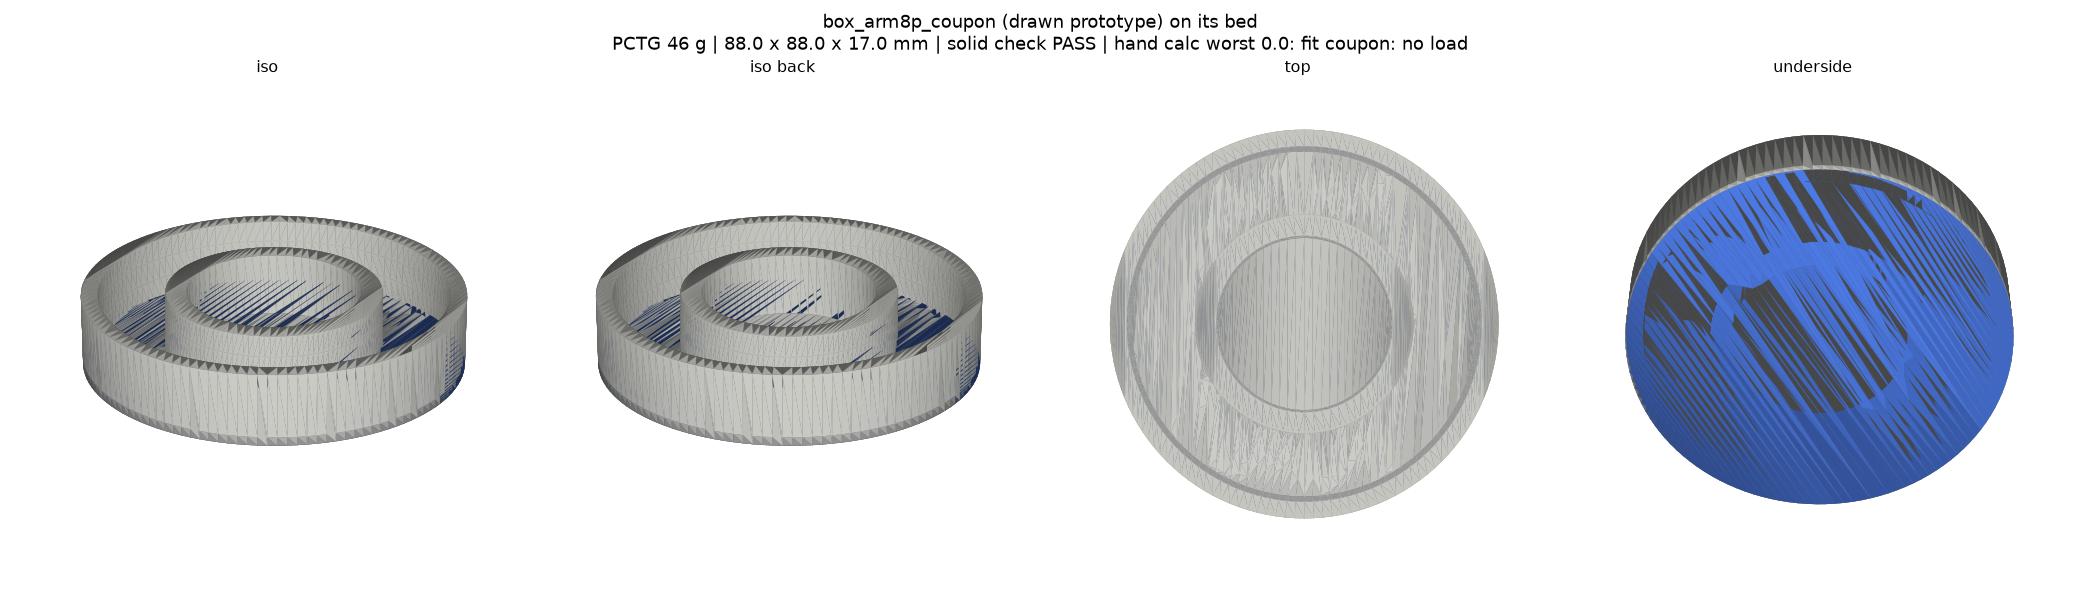 box_arm8p_coupon (drawn prototype) on its bed
PCTG 46 g | 88.0 x 88.0 x 17.0 mm | solid check PASS | hand calc worst 0.0: fit coupon: no load
iso
iso back
top
underside